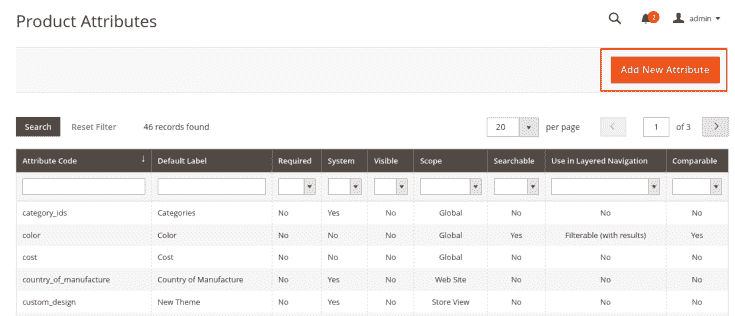 Product Attributes
2
admin
Add New Attribute
Search Reset Filter 46 records found 20 per page 1 of 3
Attribute Code Default Label Required System Visible Scope Searchable Use in Layered Navigation Comparable
category_ids Categories No Yes No Global No No No
color Color No No No Global Yes Filterable (with results) Yes
cost Cost No No No Global No No No
country_of_manufacture Country of Manufacture No Yes No Web Site No No No
custom_design New Theme No Yes No Store View No No No